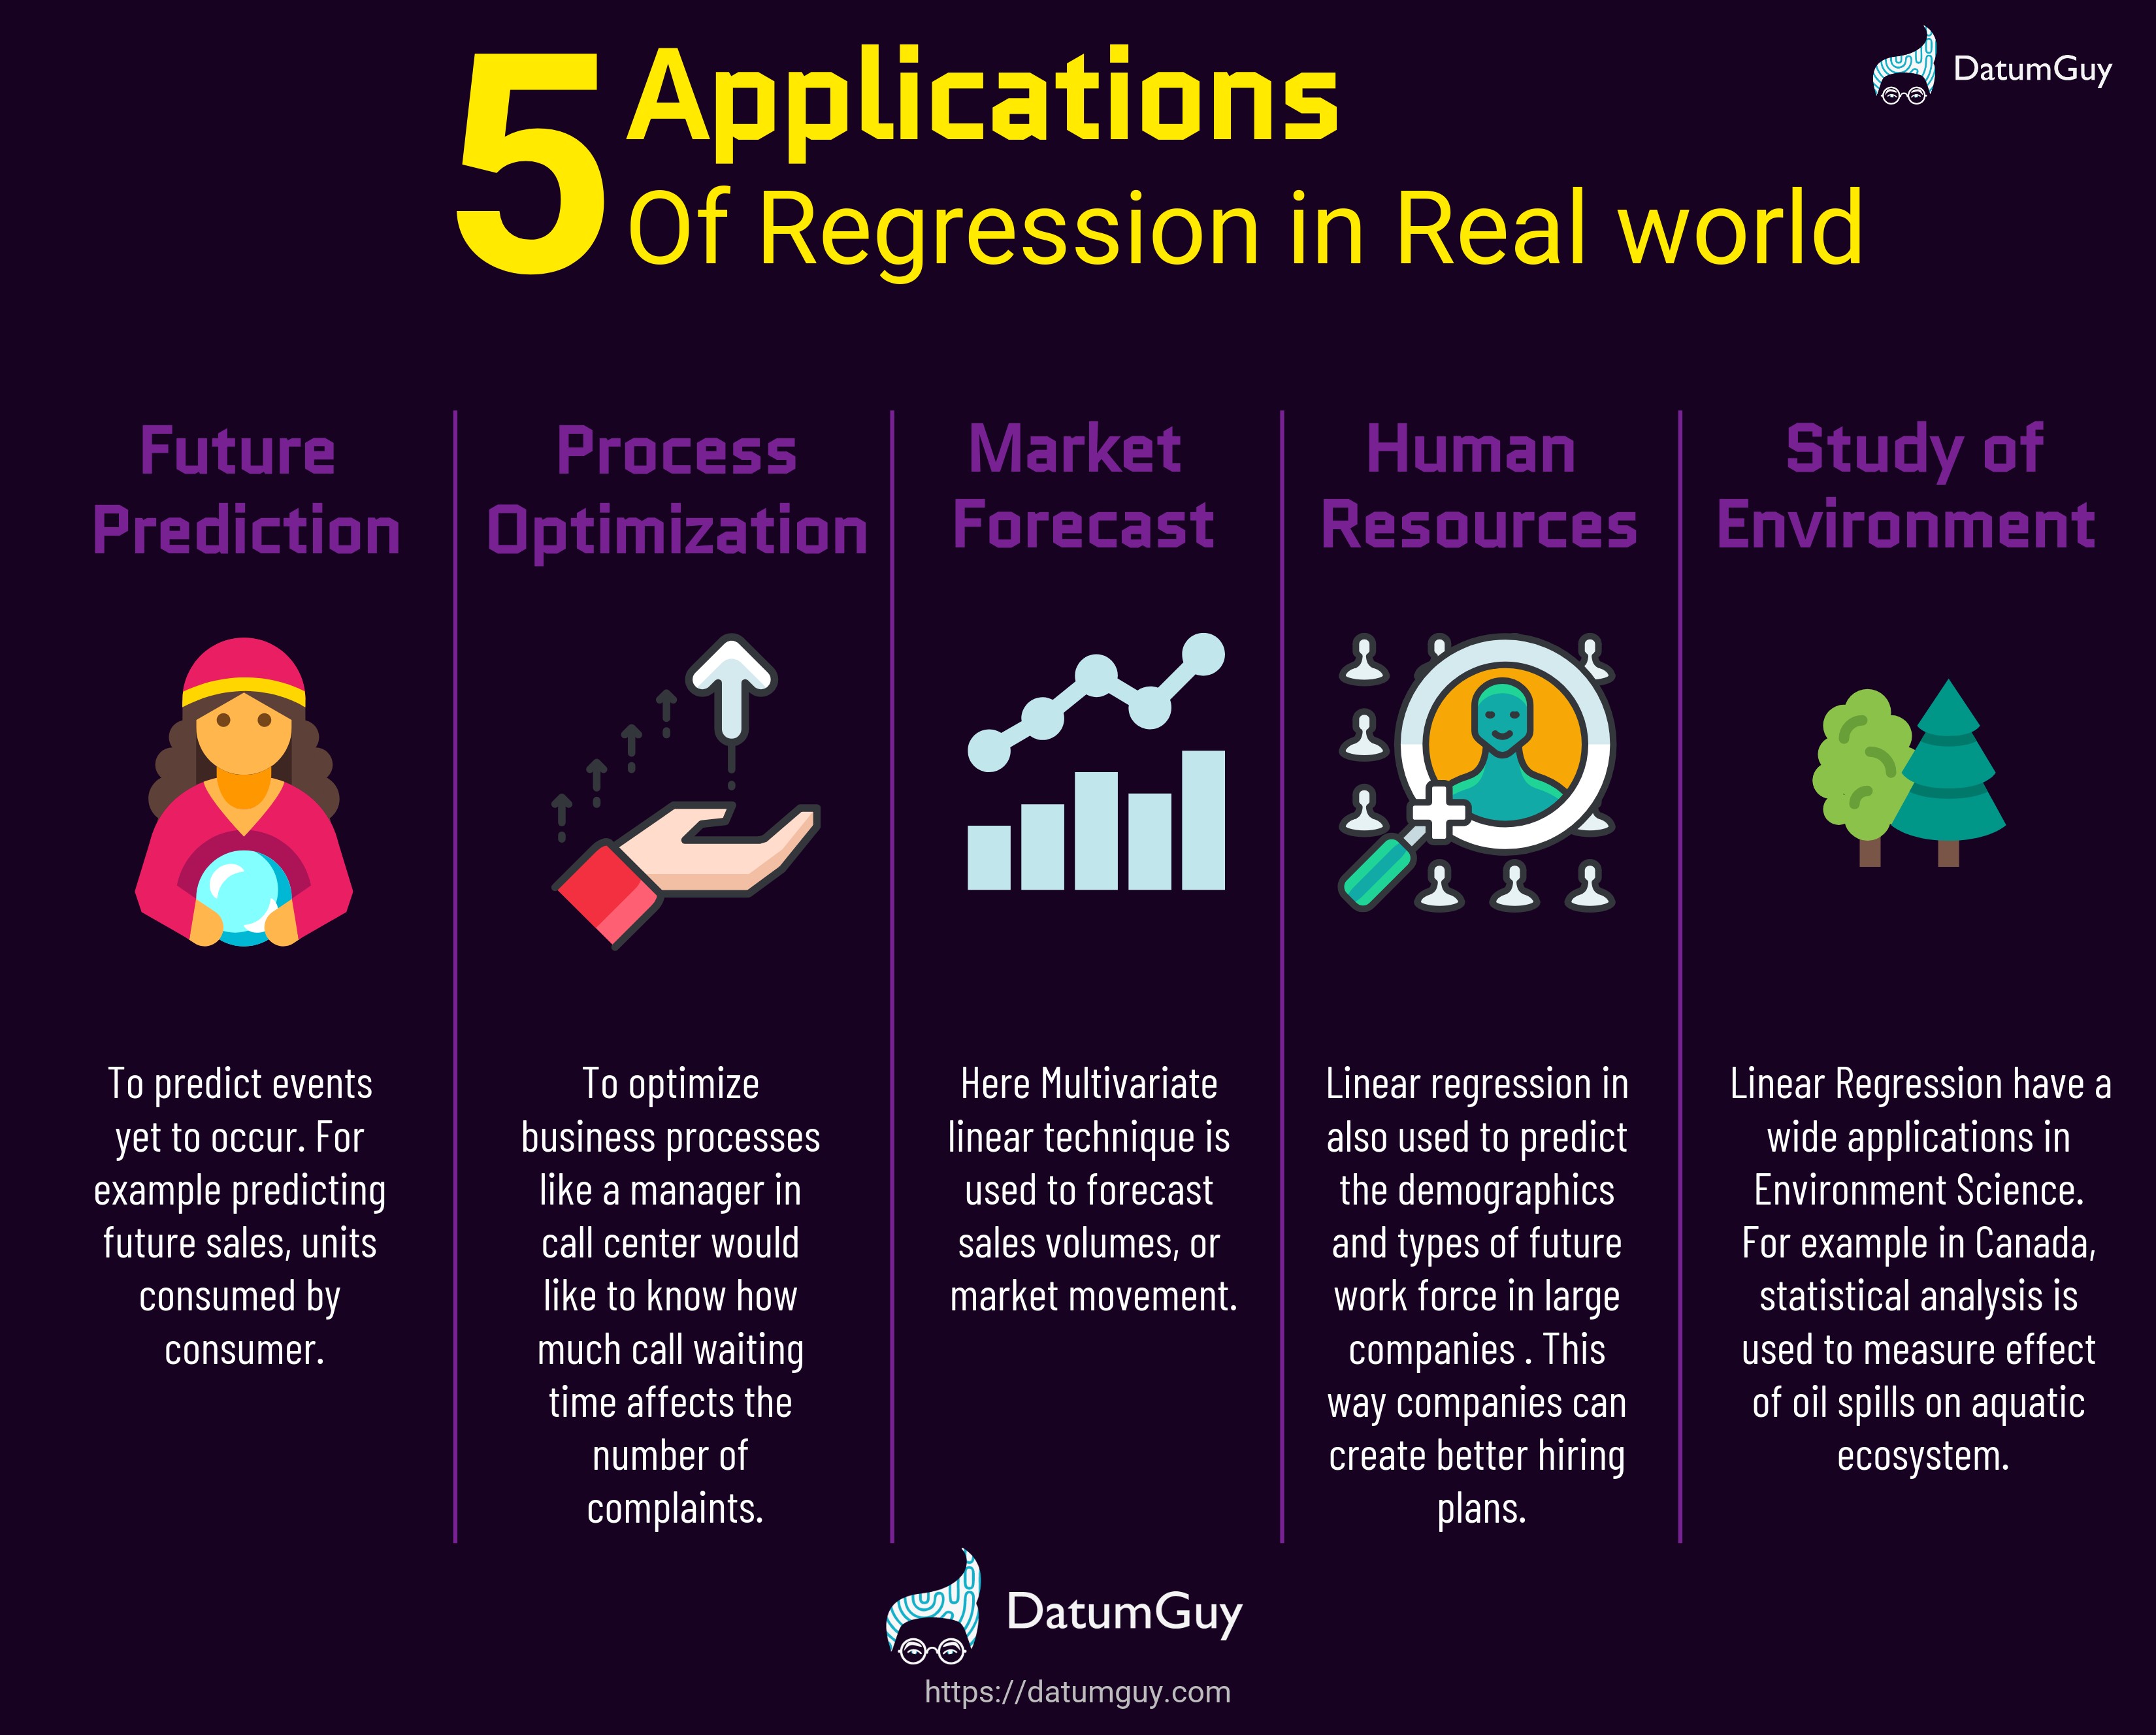 5 Applications
Of Regression in Real world
DatumGuy
Future
Prediction
To predict events
yet to occur. For
example predicting
future sales, units
consumed by
consumer.
Process
Optimization
To optimize
business processes
like a manager in
call center would
like to know how
much call waiting
time affects the
number of
complaints.
Market
Forecast
Here Multivariate
linear technique is
used to forecast
sales volumes, or
market movement.
Human
Resources
Linear regression in
also used to predict
the demographics
and types of future
work force in large
companies . This
way companies can
create better hiring
plans.
Study of
Environment
Linear Regression have a
wide applications in
Environment Science.
For example in Canada,
statistical analysis is
used to measure effect
of oil spills on aquatic
ecosystem.
DatumGuy
https://datumguy.com